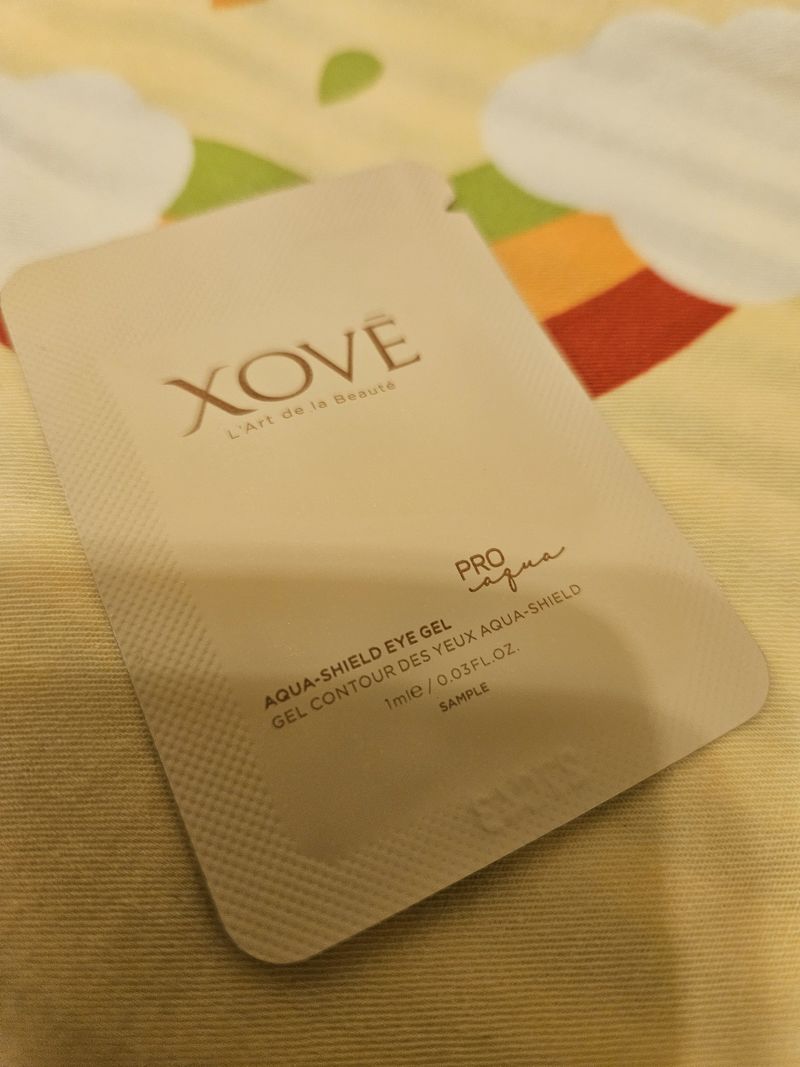 XOVĒ
L'Art de la Beauté
PRO
aqua
AQUA-SHIELD EYE GEL
GEL CONTOUR DES YEUX AQUA-SHIELD
1ml℮ / 0.03FL.OZ.
SAMPLE